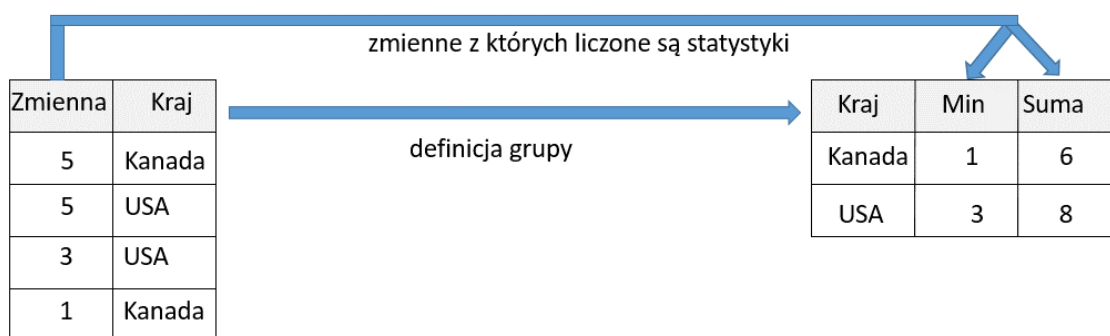 zmienne z których liczone są statystyki
Zmienna Kraj
5 Kanada
5 USA
3 USA
1 Kanada
definicja grupy
Kraj Min Suma
Kanada 1 6
USA 3 8